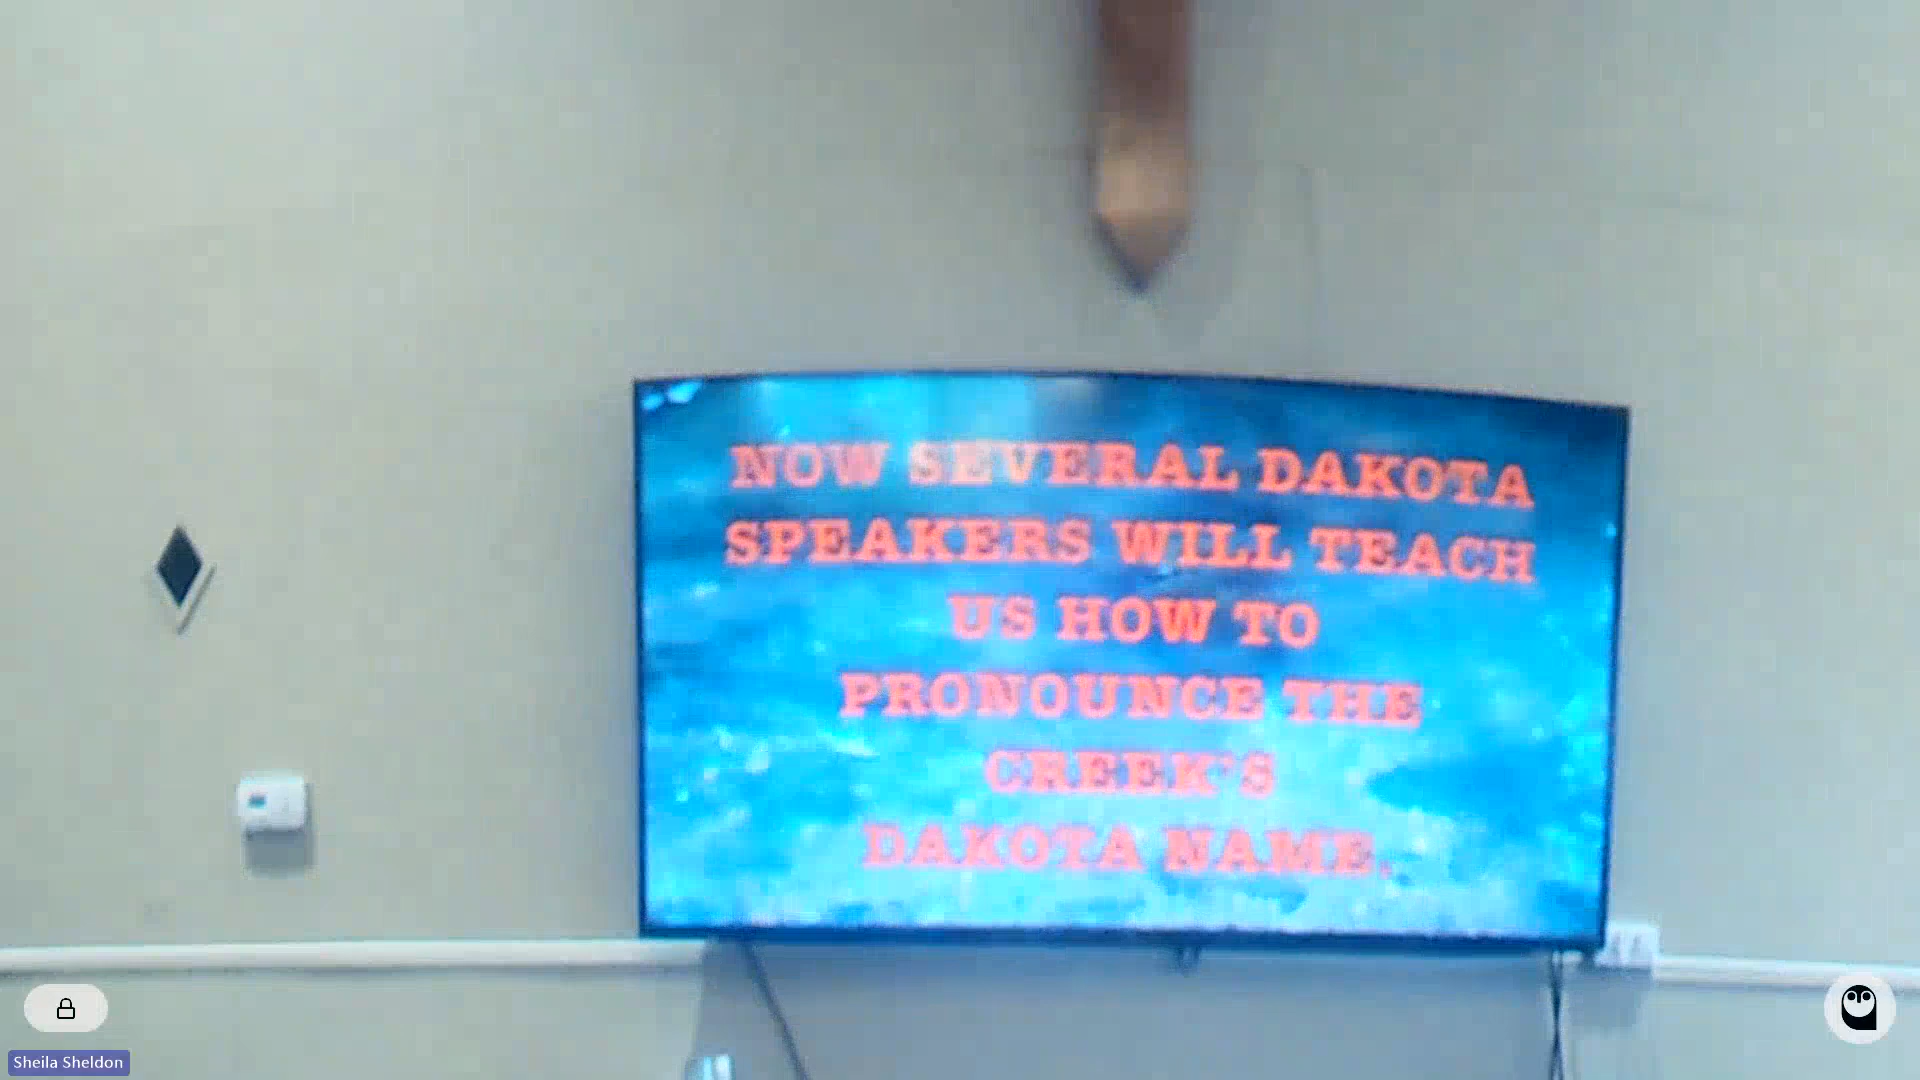 NOW SEVERAL DAKOTA
SPEAKERS WILL TEACH
US HOW TO
PRONOUNCE THE
CREEK'S
DAKOTA NAME.
Sheila Sheldon